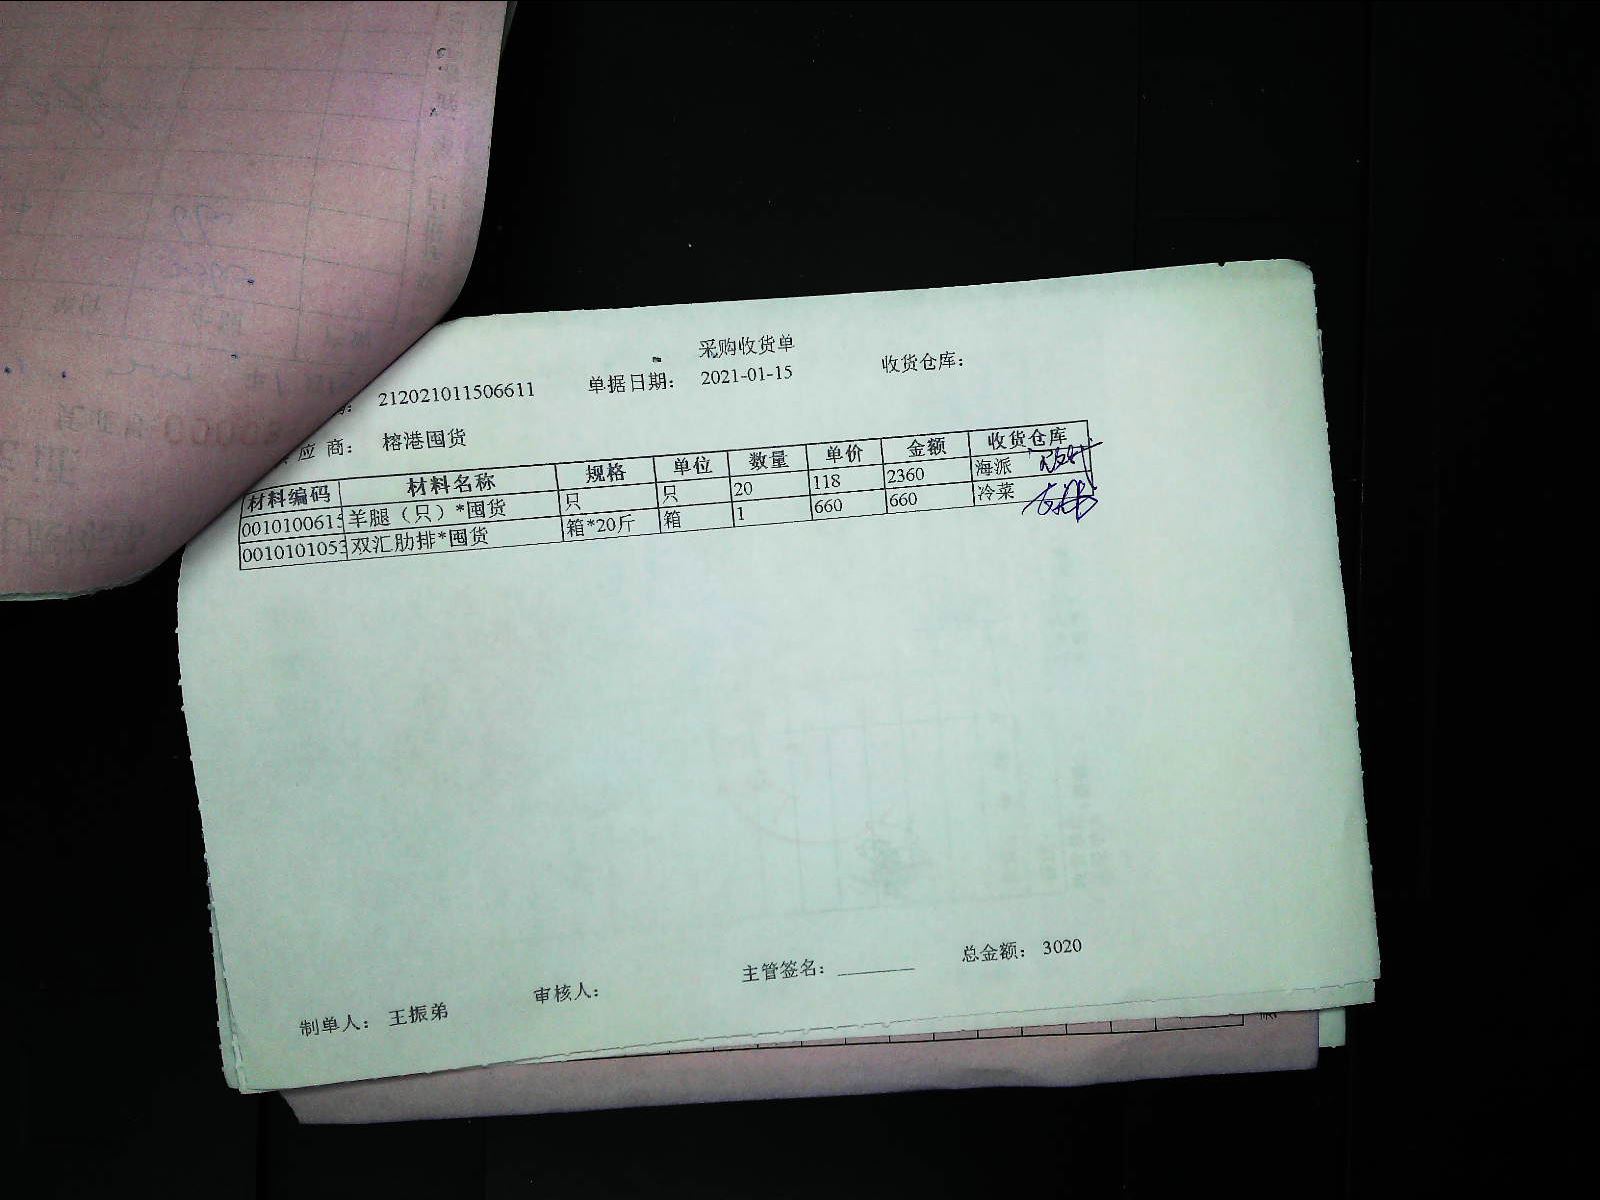 采购收货单
212021011506611 单据日期： 2021-01-15 收货仓库：
应 商： 榕港囤货
材料编码 材料名称 规格 单位 数量 单价 金额 收货仓库
001010061 羊腿（只）*囤货 只 只 20 118 2360 海派
0010101053 双汇肋排*囤货 箱*20斤 箱 1 660 660 冷菜
制单人： 王振弟 审核人： 主管签名： 总金额： 3020